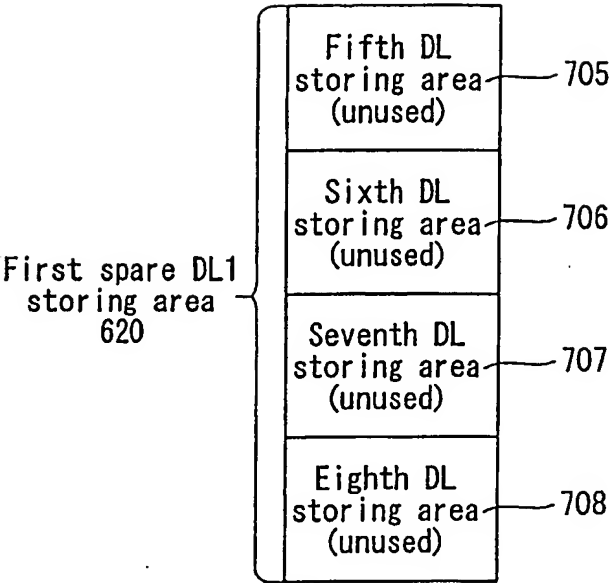 Fifth DL
storing area
(unused)
705
Sixth DL
storing area
(unused)
706
First spare DL1
storing area
620
Seventh DL
storing area
(unused)
707
Eighth DL
storing area
(unused)
708